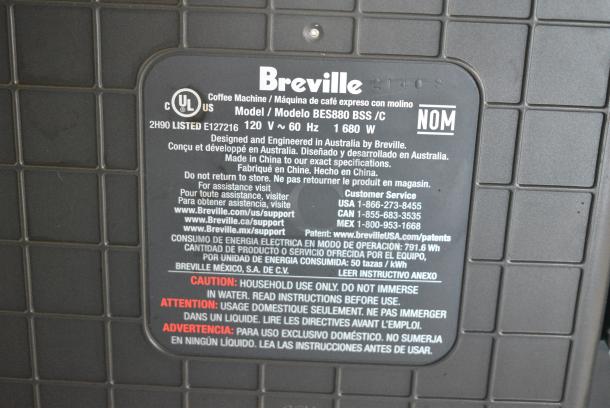 Breville
C UL US
Coffee Machine / Máquina de café expreso con molino
Model / Modelo BES880 BSS /C
NOM
2H90 LISTED E127216 120 V ~ 60 Hz 1 680 W
Designed and Engineered in Australia by Breville.
Conçu et développé en Australia. Diseñado y desarrollado en Australia.
Made in China to our exact specifications.
Fabriqué en Chine. Hecho en China.
Do not return to store. Ne pas retourner le produit en magasin.
For assistance visit
Pour toute assistance, visiter
Para obtener asistencia, visite
www.Breville.com/us/support
www.Breville.ca/support
www.Breville.mx/support
Customer Service
USA 1-866-273-8455
CAN 1-855-683-3535
MEX 1-800-953-1668
Patent: www.brevilleUSA.com/patents
CONSUMO DE ENERGIA ELECTRICA EN MODO DE OPERACIÓN: 791,6 Wh
CANTIDAD DE PRODUCTO O SERVICIO OFRECIDA POR EL EQUIPO,
POR UNIDAD DE ENERGIA CONSUMIDA: 50 tazas / kWh
BREVILLE MÉXICO, S.A. DE C.V. LEER INSTRUCTIVO ANEXO
CAUTION: HOUSEHOLD USE ONLY. DO NOT IMMERSE
IN WATER. READ INSTRUCTIONS BEFORE USE.
ATTENTION: USAGE DOMESTIQUE SEULEMENT. NE PAS IMMERGER
DANS UN LIQUIDE. LIRE LES DIRECTIVES AVANT L'EMPLOI.
ADVERTENCIA: PARA USO EXCLUSIVO DOMÉSTICO. NO SUMERJA
EN NINGÚN LÍQUIDO. LEA LAS INSTRUCCIONES ANTES DE USAR.